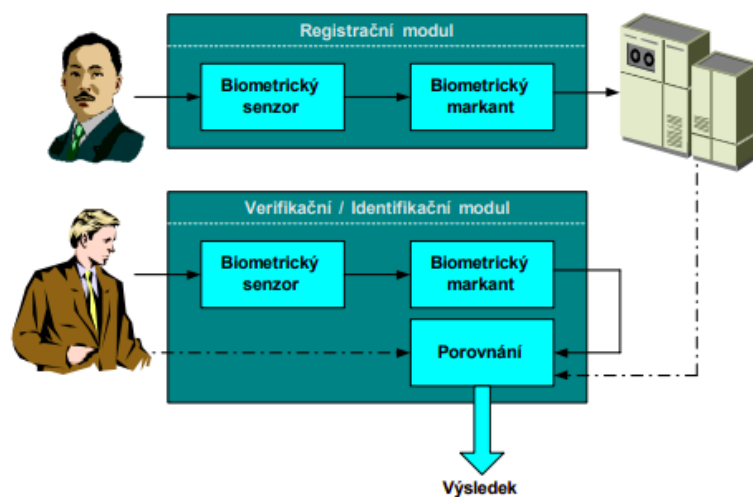 Registrační modul
Biometrický
senzor
Biometrický
markant
Verifikační / Identifikační modul
Biometrický
senzor
Biometrický
markant
Porovnání
Výsledek